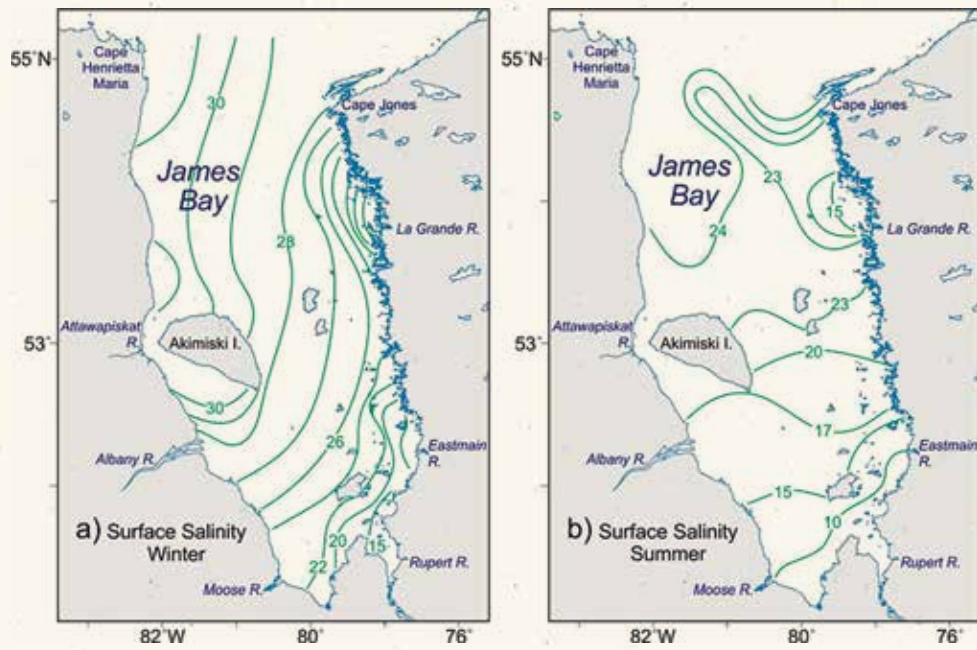 55°N
53°
Cape
Henrietta
Maria
30
Cape Jones
James
Bay
La Grande R.
28
Attawapiskat
R.
Akimiski I.
30
26
Eastmain
R.
Albany R.
a) Surface Salinity
Winter
20
15
22
Rupert R.
Moose R.
82°W
80°
76°
55°N
53°
Cape
Henrietta
Maria
Cape Jones
James
Bay
23
15
La Grande R.
24
23
Attawapiskat
R.
Akimiski I.
20
17
Eastmain
R.
Albany R.
15
10
b) Surface Salinity
Summer
Rupert R.
Moose R.
82°W
80°
76°